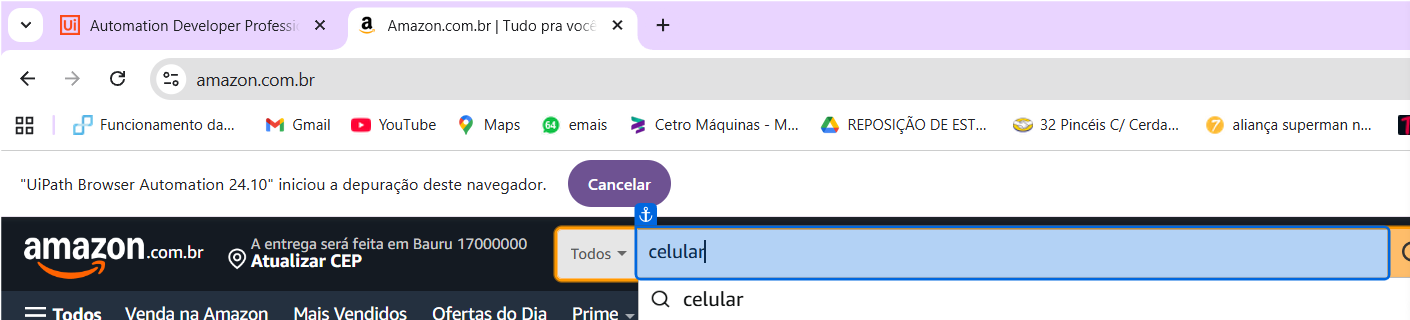 Automation Developer Professi
Amazon.com.br | Tudo pra você
amazon.com.br
Funcionamento da...
Gmail
YouTube
Maps
64
emais
Cetro Máquinas - M...
REPOSIÇÃO DE EST...
32 Pincéis C/ Cerda...
7
aliança superman n...
"UiPath Browser Automation 24.10" iniciou a depuração deste navegador.
Cancelar
amazon.com.br
A entrega será feita em Bauru 17000000
Atualizar CEP
Todos
celular
celular
Todos
Venda na Amazon
Mais Vendidos
Ofertas do Dia
Prime